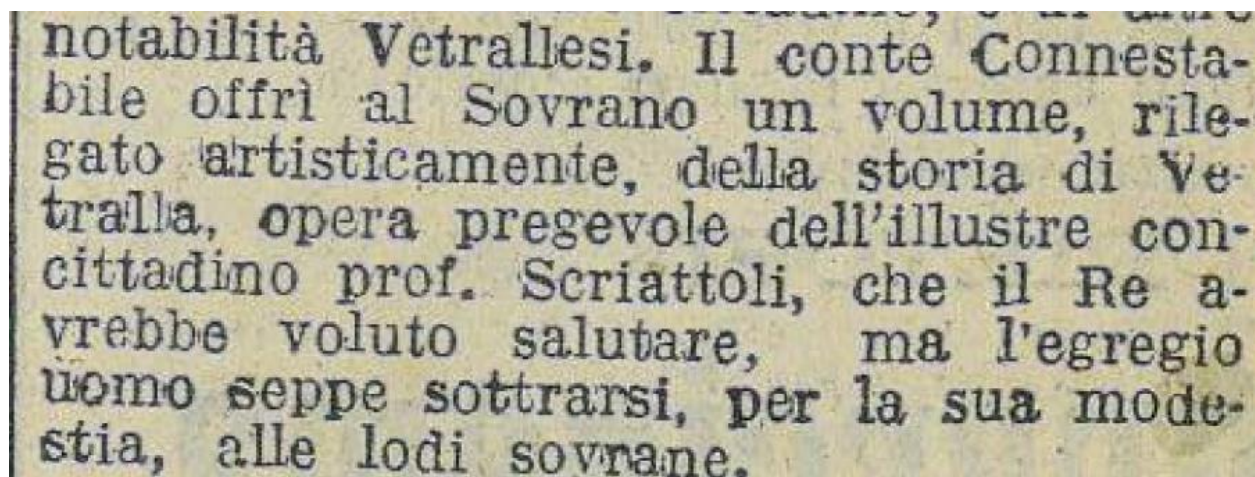 notabilità Vetrallesi. Il conte Connesta-
bile offrì al Sovrano un volume, rile-
gato artisticamente, della storia di Ve-
tralla, opera pregevole dell'illustre con-
cittadino prof. Scriattoli, che il Re a-
vrebbe voluto salutare, ma l'egregio
uomo seppe sottrarsi, per la sua mode-
stia, alle lodi sovrane.